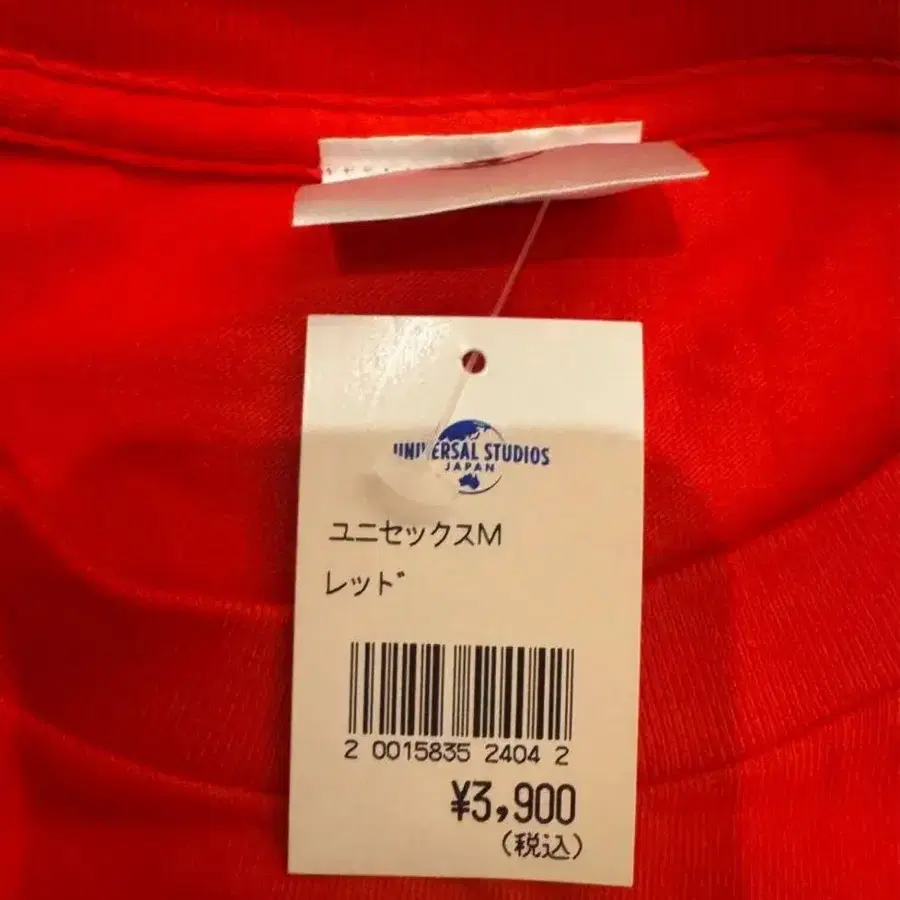 UNIVERSAL STUDIOS
JAPAN
ユニセックスM
レッド
2 0015835 2404 2
¥3,900
(税込)